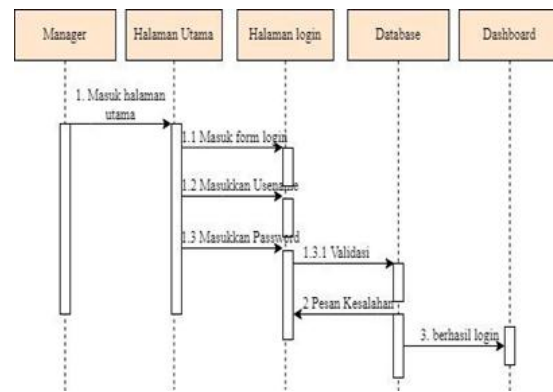 Manager
Halaman Utama
Halaman login
Database
Dashboard
1. Masuk halaman
utama
1.1 Masuk form login
1.2 Masukkan Usename
1.3 Masukkan Password
1.3.1 Validasi
2 Pesan Kesalahan
3. berhasil login